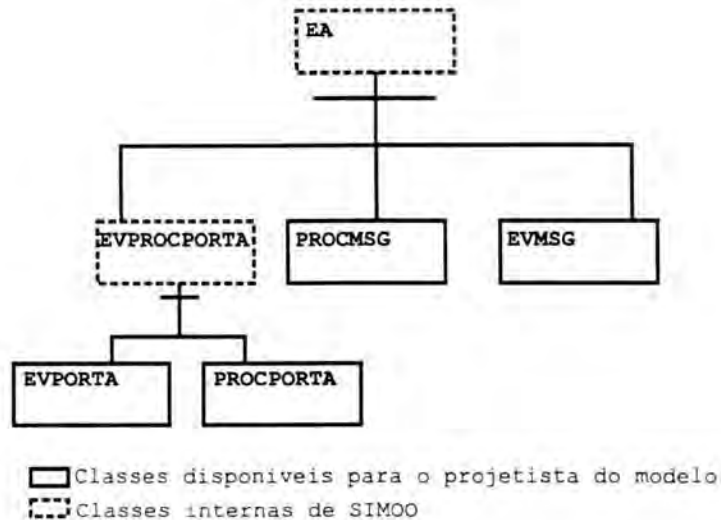 EA
EVPROCPORTA
PROCMSG
EVMSG
EVPORTA
PROCPORTA
Classes disponiveis para o projetista do modelo
Classes internas de SIMOO